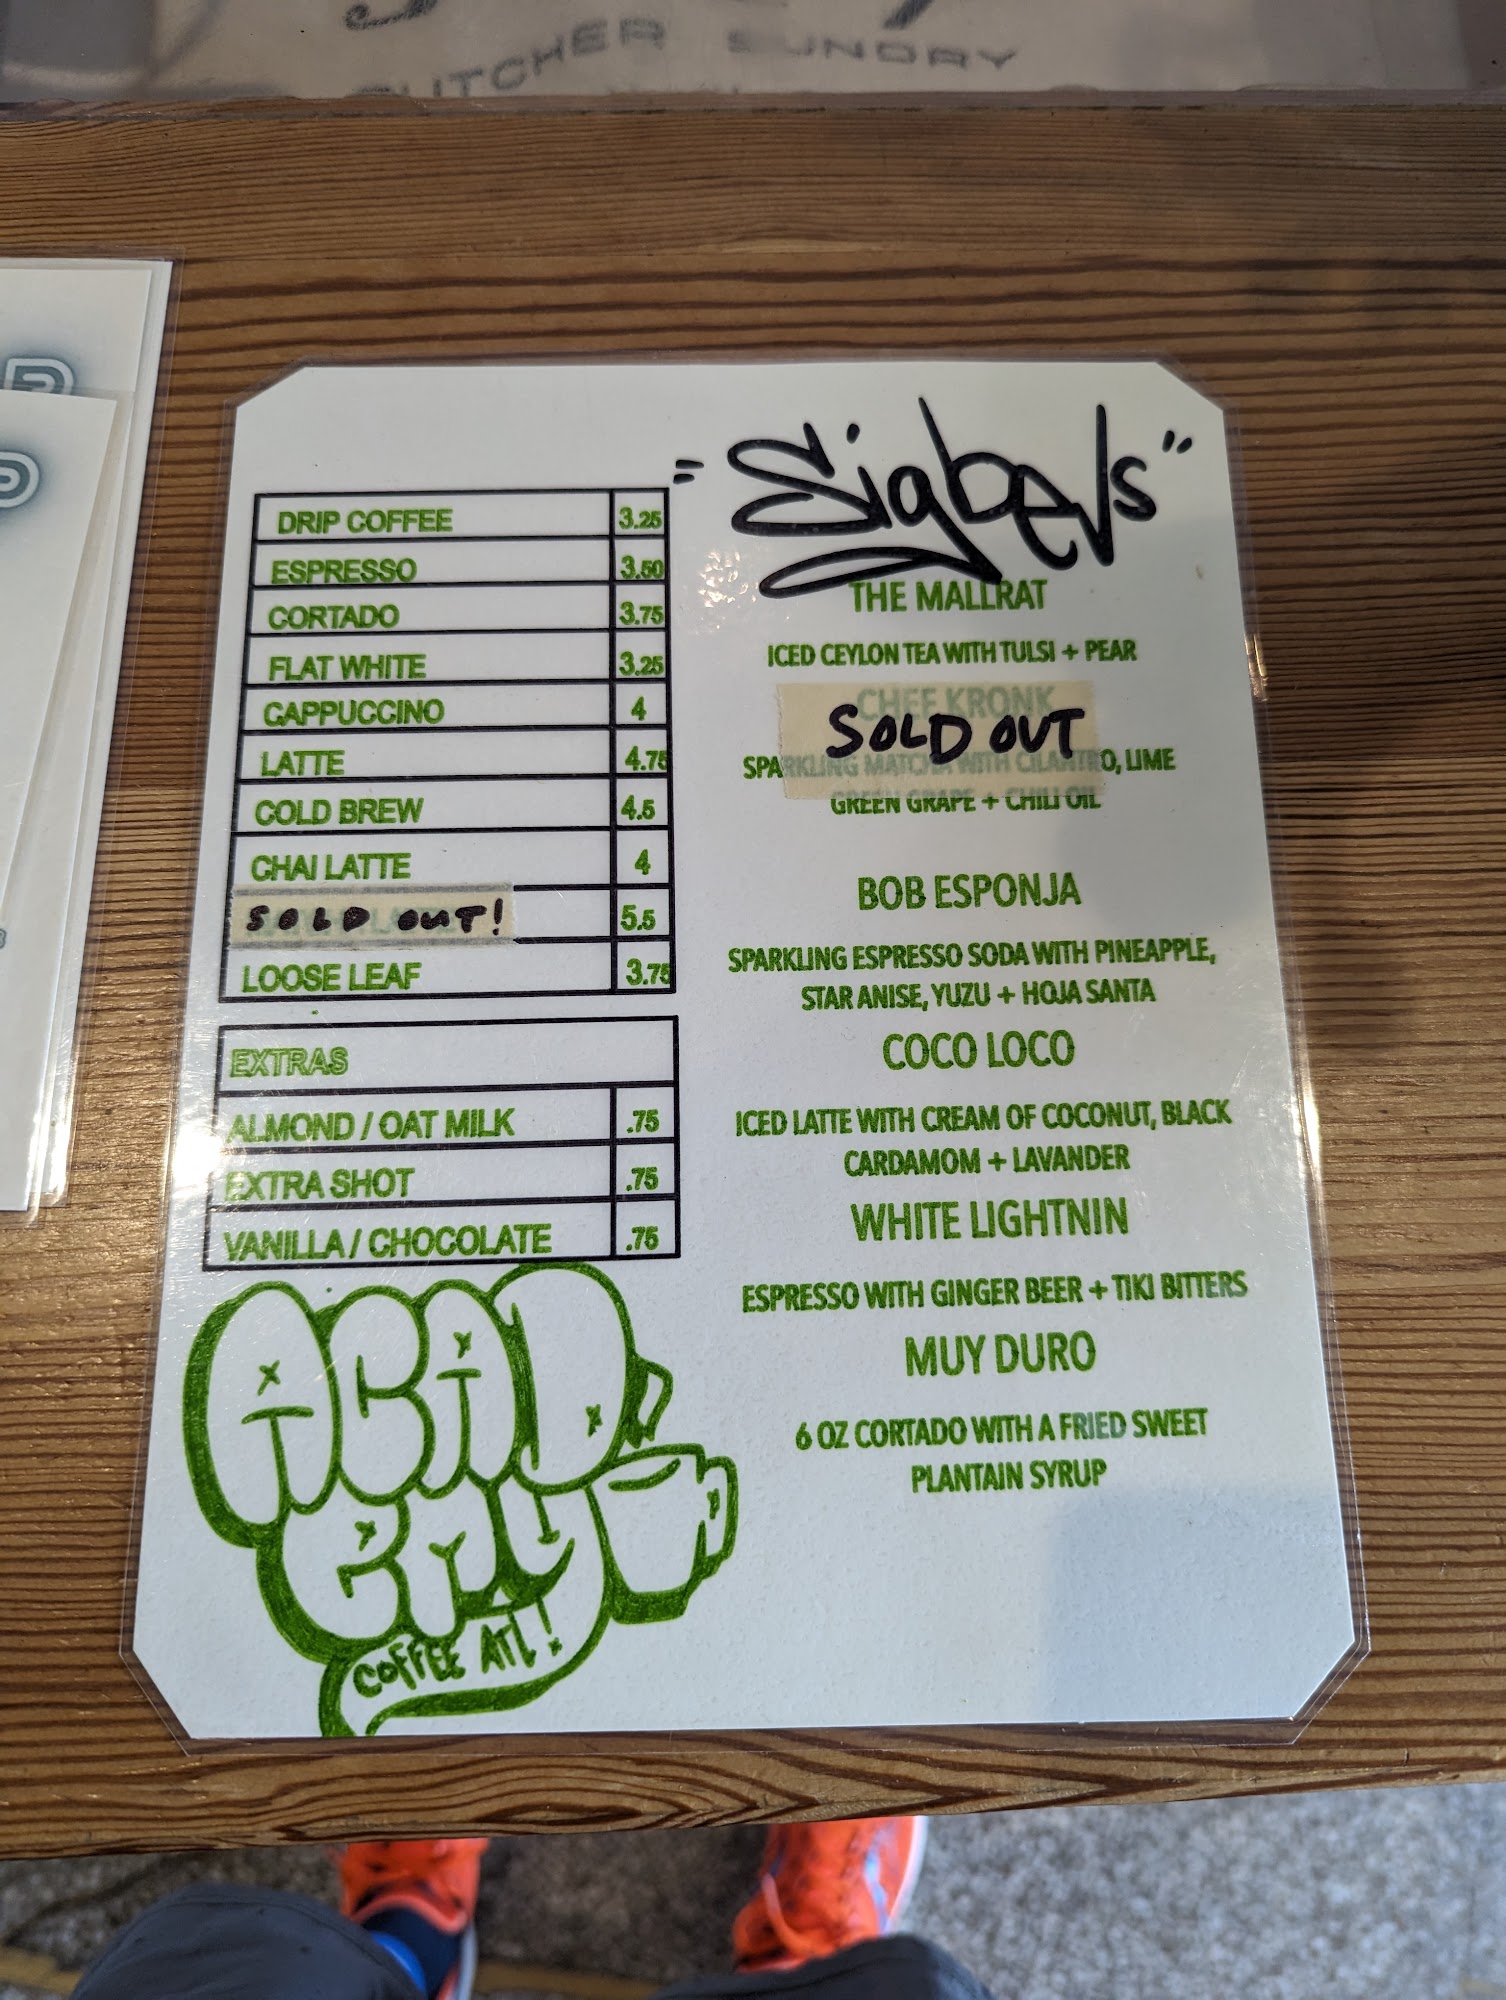 BUTCHER SUNDRY
DRIP COFFEE 3.25
ESPRESSO 3.50
CORTADO 3.75
FLAT WHITE 3.25
CAPPUCCINO 4
LATTE 4.75
COLD BREW 4.5
CHAI LATTE 4
SOLD OUT! 5.5
LOOSE LEAF 3.75
EXTRAS
ALMOND / OAT MILK .75
EXTRA SHOT .75
VANILLA / CHOCOLATE .75
ACAD
EMY
COFFEE ATL!
THE MALLRAT
ICED CEYLON TEA WITH TULSI + PEAR
CHEF KRONK
SOLD OUT
SPARKLING MATCHA WITH CILANTRO, LIME
GREEN GRAPE + CHILI OIL
BOB ESPONJA
SPARKLING ESPRESSO SODA WITH PINEAPPLE,
STAR ANISE, YUZU + HOJA SANTA
COCO LOCO
ICED LATTE WITH CREAM OF COCONUT, BLACK
CARDAMOM + LAVANDER
WHITE LIGHTNIN
ESPRESSO WITH GINGER BEER + TIKI BITTERS
MUY DURO
6 OZ CORTADO WITH A FRIED SWEET
PLANTAIN SYRUP